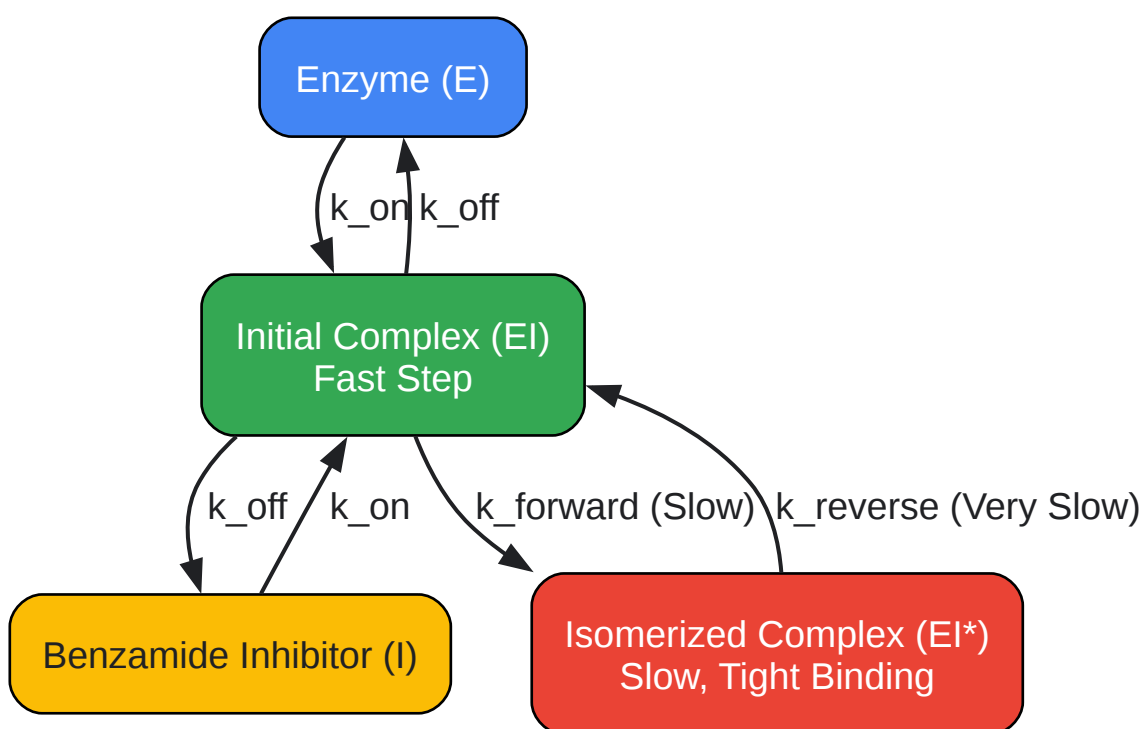 Enzyme (E)
k_on
k_off
Initial Complex (EI)
Fast Step
k_off
k_on
k_forward (Slow)
k_reverse (Very Slow)
Benzamide Inhibitor (I)
Isomerized Complex (EI*)
Slow, Tight Binding